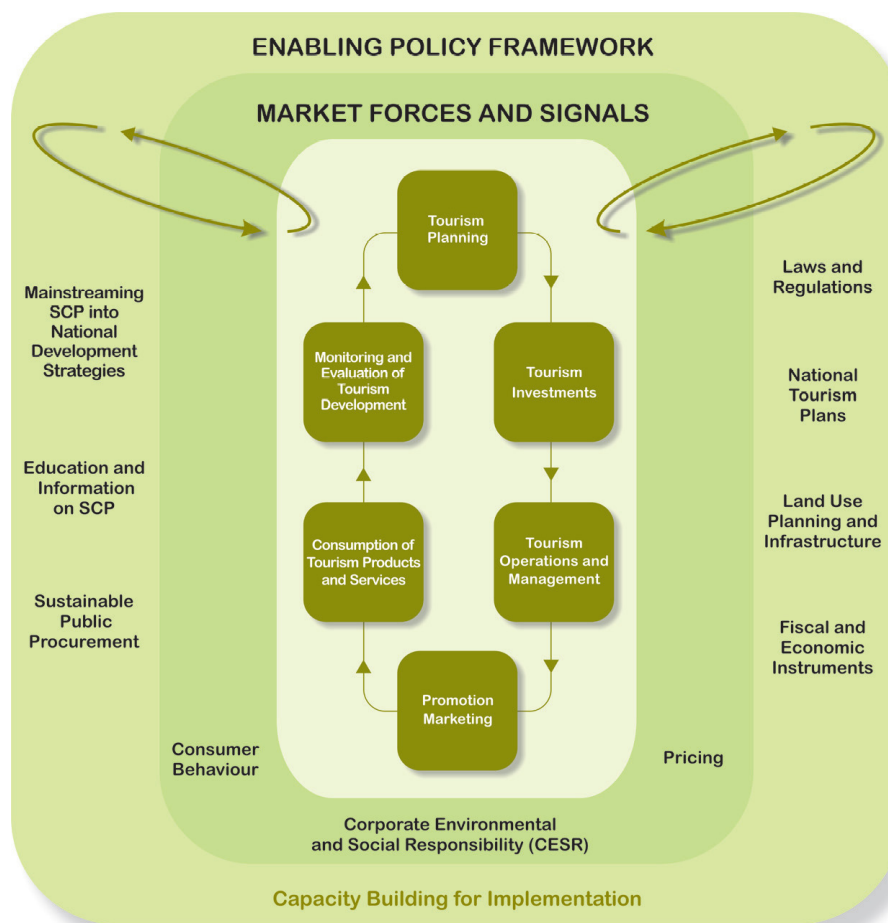 ENABLING POLICY FRAMEWORK
MARKET FORCES AND SIGNALS
Tourism
Planning
Laws and
Regulations
Mainstreaming
SCP into
National
Development
Strategies
Monitoring and
Evaluation of
Tourism
Development
Tourism
Investments
National
Tourism
Plans
Education and
Information
on SCP
Consumption of
Tourism Products
and Services
Tourism
Operations and
Management
Land Use
Planning and
Infrastructure
Sustainable
Public
Procurement
Fiscal and
Economic
Instruments
Promotion
Marketing
Consumer
Behaviour
Pricing
Corporate Environmental
and Social Responsibility (CESR)
Capacity Building for Implementation